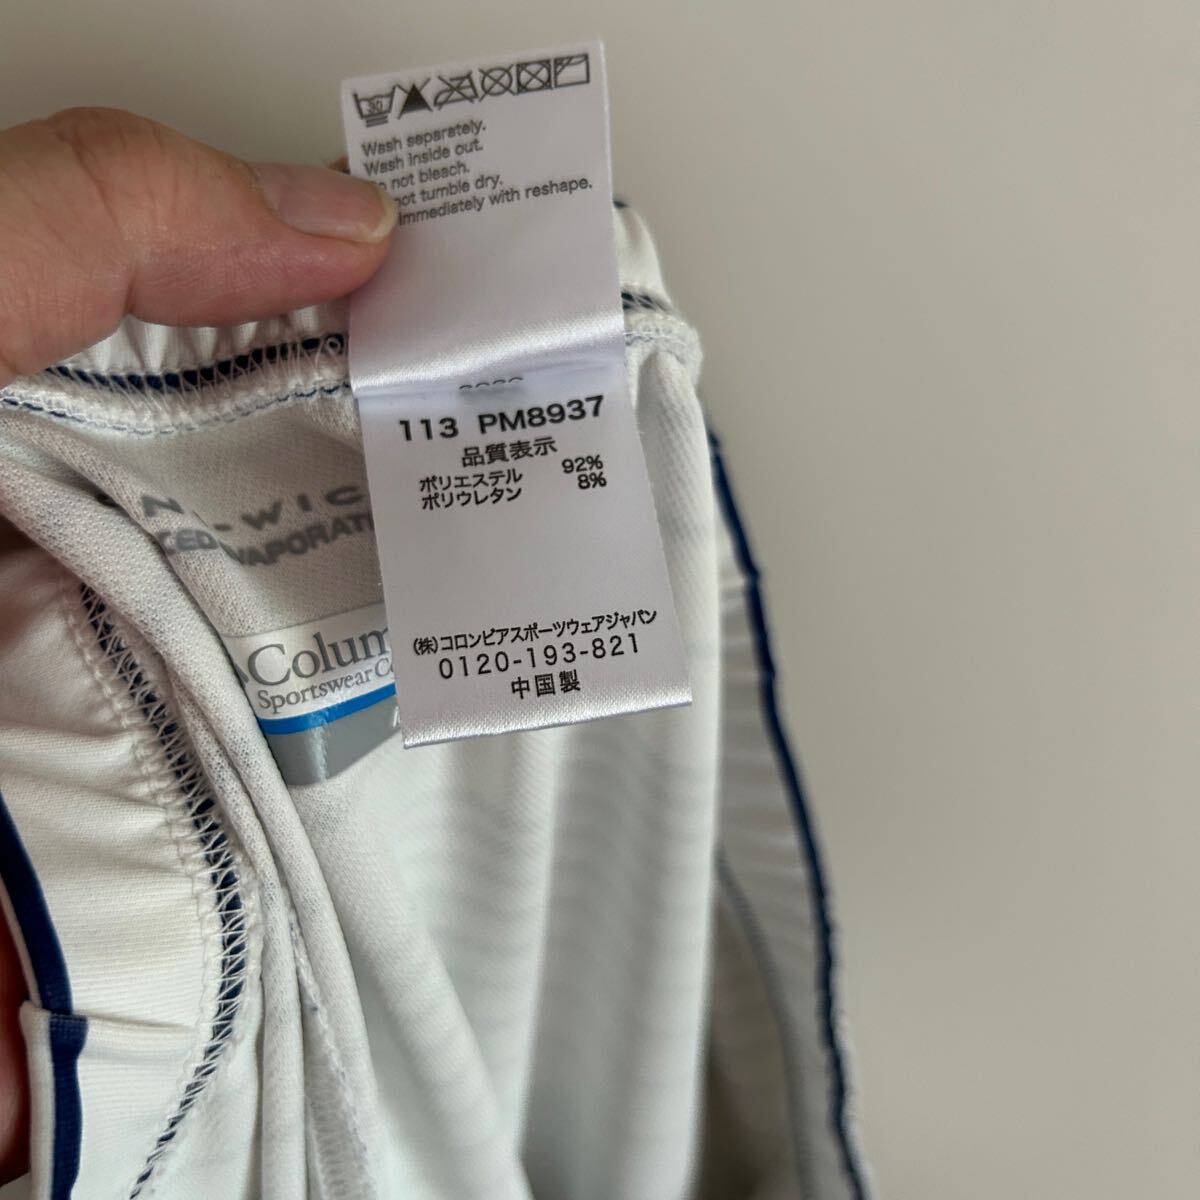 30
Wash separately.
Wash inside out.
not bleach.
not tumble dry.
immediately with reshape.
113 PM8937
品質表示
ポリエステル 92%
ポリウレタン 8%
(株)コロンビアスポーツウェアジャパン
0120-193-821
中国製
WIC
Colum
Sportswear Co